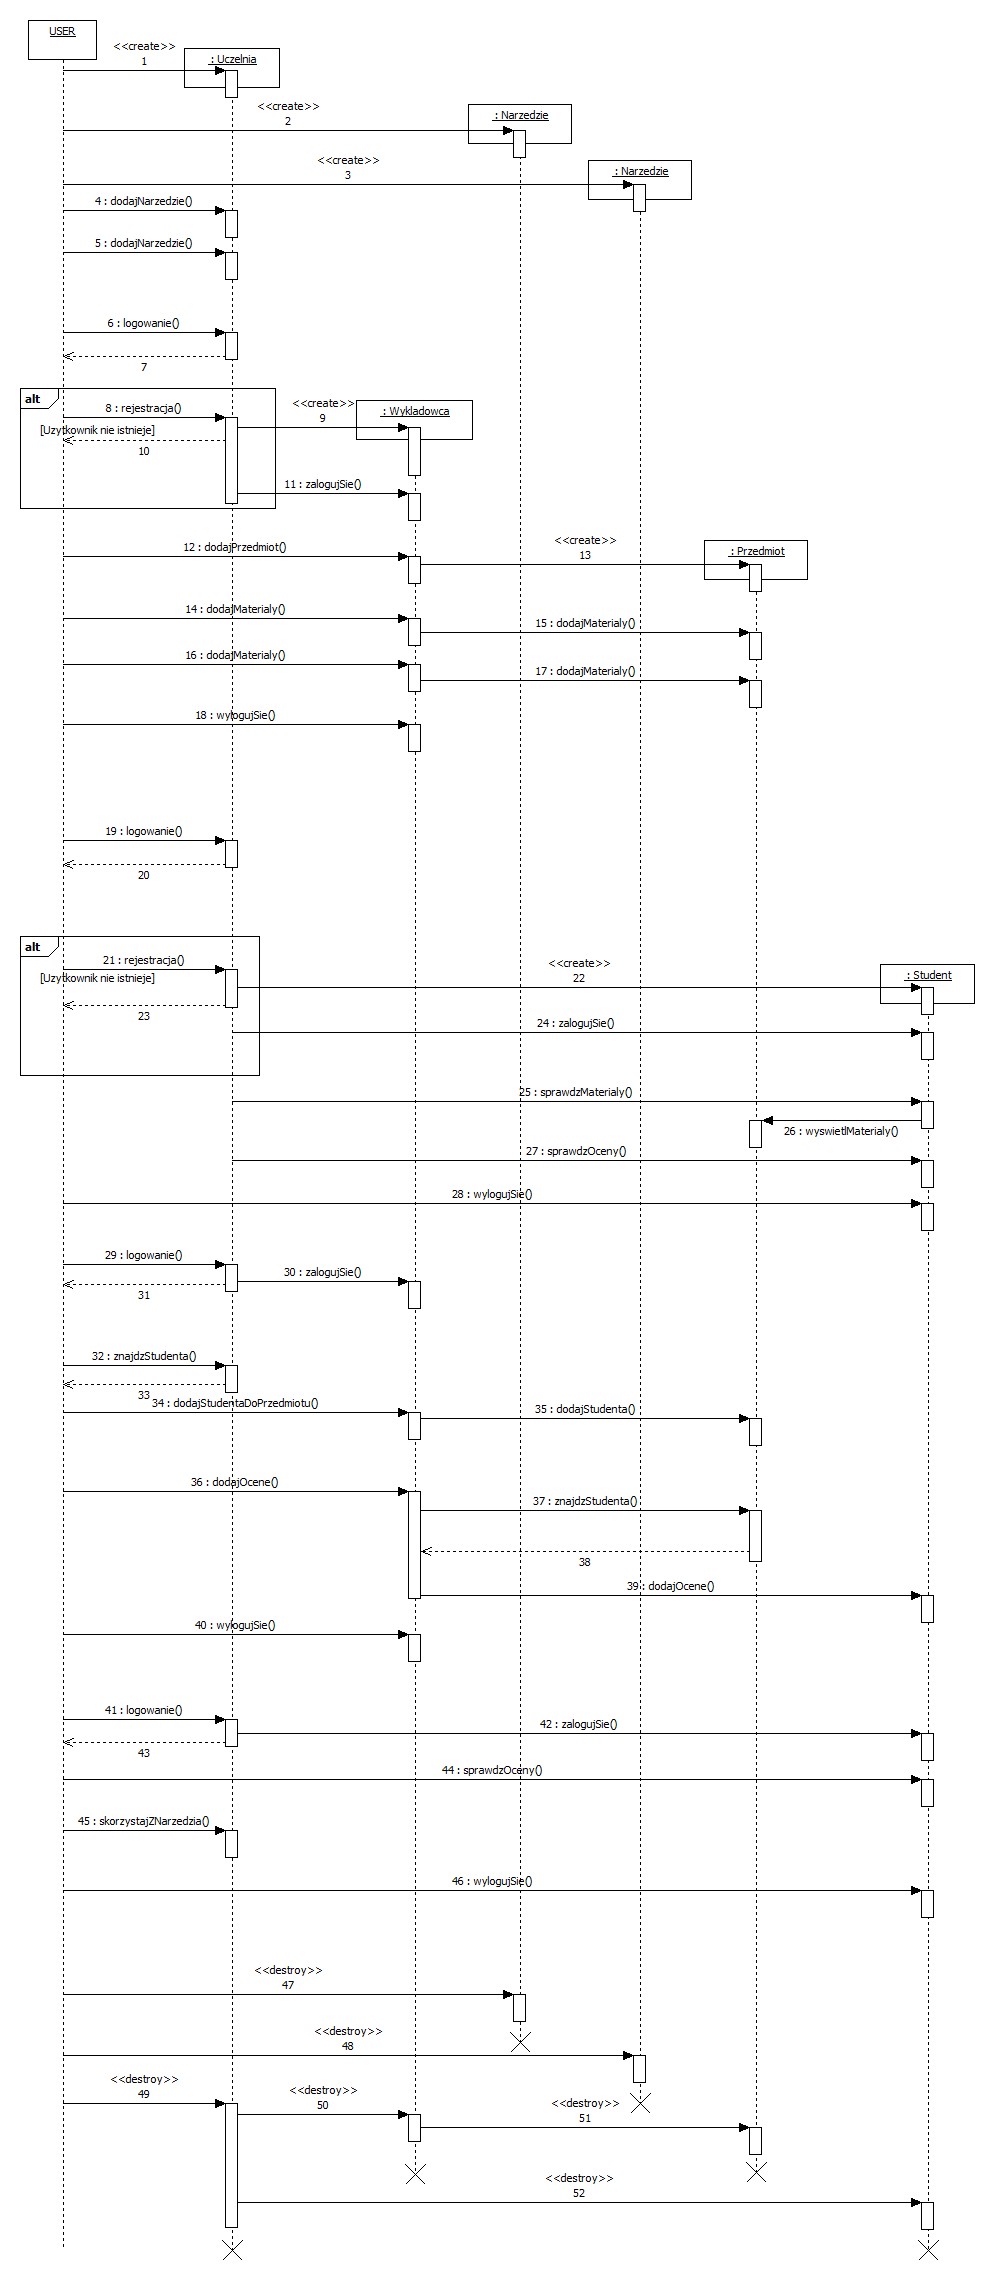 USER
<<create>>
1
: Uczelnia
<<create>>
2
: Narzedzie
<<create>>
3
: Narzedzie
4 : dodajNarzedzie()
5 : dodajNarzedzie()
6 : logowanie()
7
alt
8 : rejestracja()
[Uzytkownik nie istnieje]
<<create>>
9
: Wykladowca
10
11 : zalogujSie()
12 : dodajPrzedmiot()
<<create>>
13
: Przedmiot
14 : dodajMaterialy()
15 : dodajMaterialy()
16 : dodajMaterialy()
17 : dodajMaterialy()
18 : wylogujSie()
19 : logowanie()
20
alt
21 : rejestracja()
[Uzytkownik nie istnieje]
<<create>>
22
: Student
23
24 : zalogujSie()
25 : sprawdzMaterialy()
26 : wyswietlMaterialy()
27 : sprawdzOceny()
28 : wylogujSie()
29 : logowanie()
30 : zalogujSie()
31
32 : znajdzStudenta()
33
34 : dodajStudentaDoPrzedmiotu()
35 : dodajStudenta()
36 : dodajOcene()
37 : znajdzStudenta()
38
39 : dodajOcene()
40 : wylogujSie()
41 : logowanie()
42 : zalogujSie()
43
44 : sprawdzOceny()
45 : skorzystajZNarzedzia()
46 : wylogujSie()
<<destroy>>
47
<<destroy>>
48
<<destroy>>
49
<<destroy>>
50
<<destroy>>
51
<<destroy>>
52